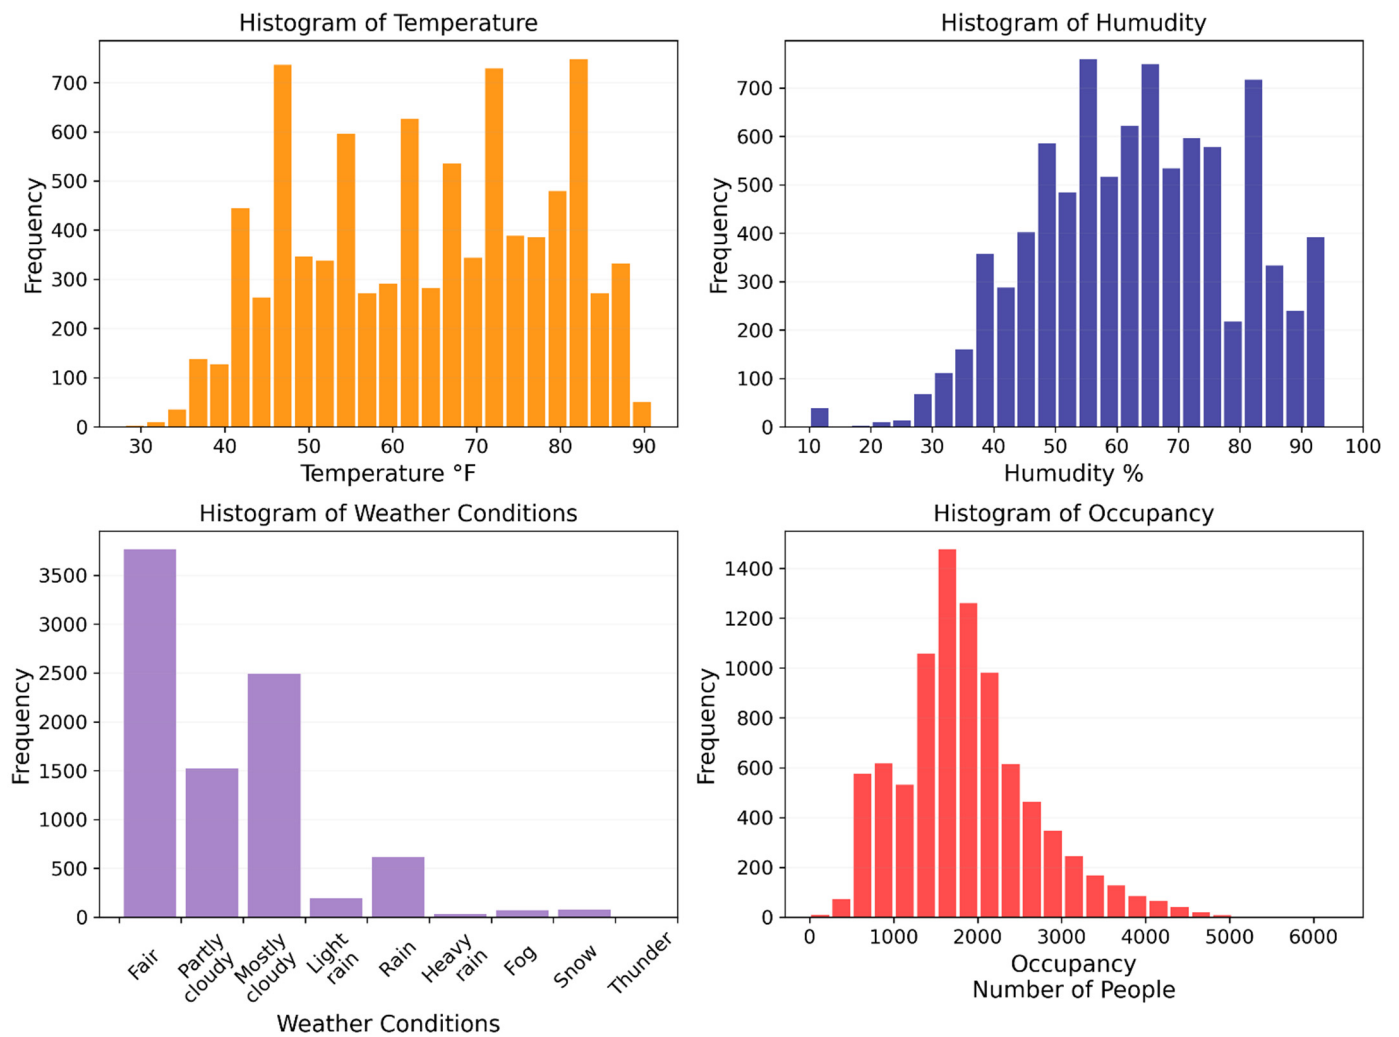 Histogram of Temperature
700
600
500
400
300
200
100
0
Frequency
30 40 50 60 70 80 90
Temperature °F
Histogram of Humudity
700
600
500
400
300
200
100
0
Frequency
10 20 30 40 50 60 70 80 90 100
Humudity %
Histogram of Weather Conditions
3500
3000
2500
2000
1500
1000
500
0
Frequency
Fair
Partly
cloudy
Mostly
cloudy
Light
rain
Rain
Heavy
rain
Fog
Snow
Thunder
Weather Conditions
Histogram of Occupancy
1400
1200
1000
800
600
400
200
0
Frequency
0 1000 2000 3000 4000 5000 6000
Occupancy
Number of People